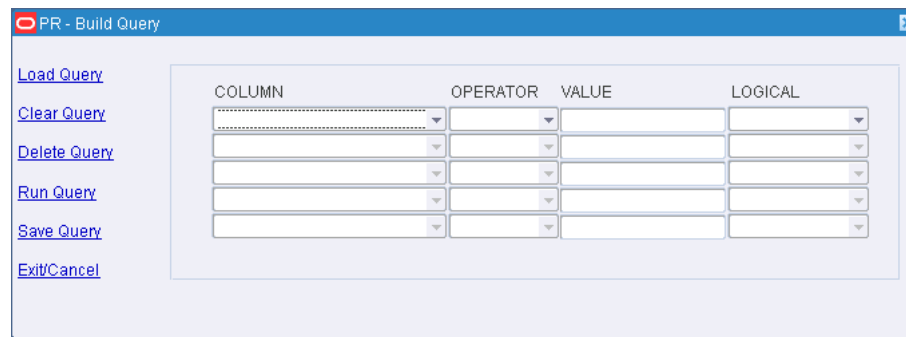 PR - Build Query
Load Query
COLUMN OPERATOR VALUE LOGICAL
Clear Query
Delete Query
Run Query
Save Query
Exit/Cancel